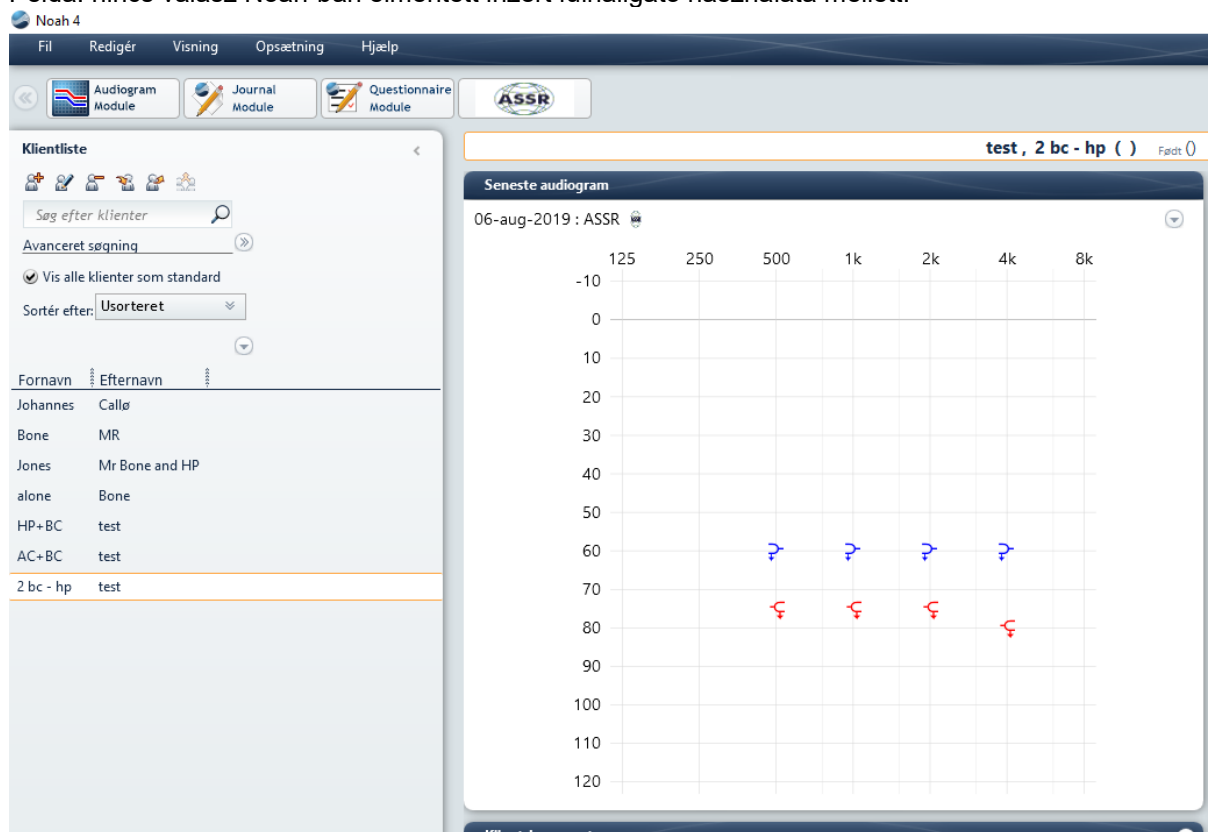 Noah 4
Fil Redigér Visning Opsætning Hjælp
Audiogram Module
Journal Module
Questionnaire Module
ASSR
Klientliste
test , 2 bc - hp ( ) Født ()
Søg efter klienter
Avanceret søgning
Vis alle klienter som standard
Sortér efter: Usorteret
Fornavn Efternavn
Johannes Callø
Bone MR
Jones Mr Bone and HP
alone Bone
HP+BC test
AC+BC test
2 bc - hp test
Seneste audiogram
06-aug-2019 : ASSR
125 250 500 1k 2k 4k 8k
-10
0
10
20
30
40
50
60
70
80
90
100
110
120